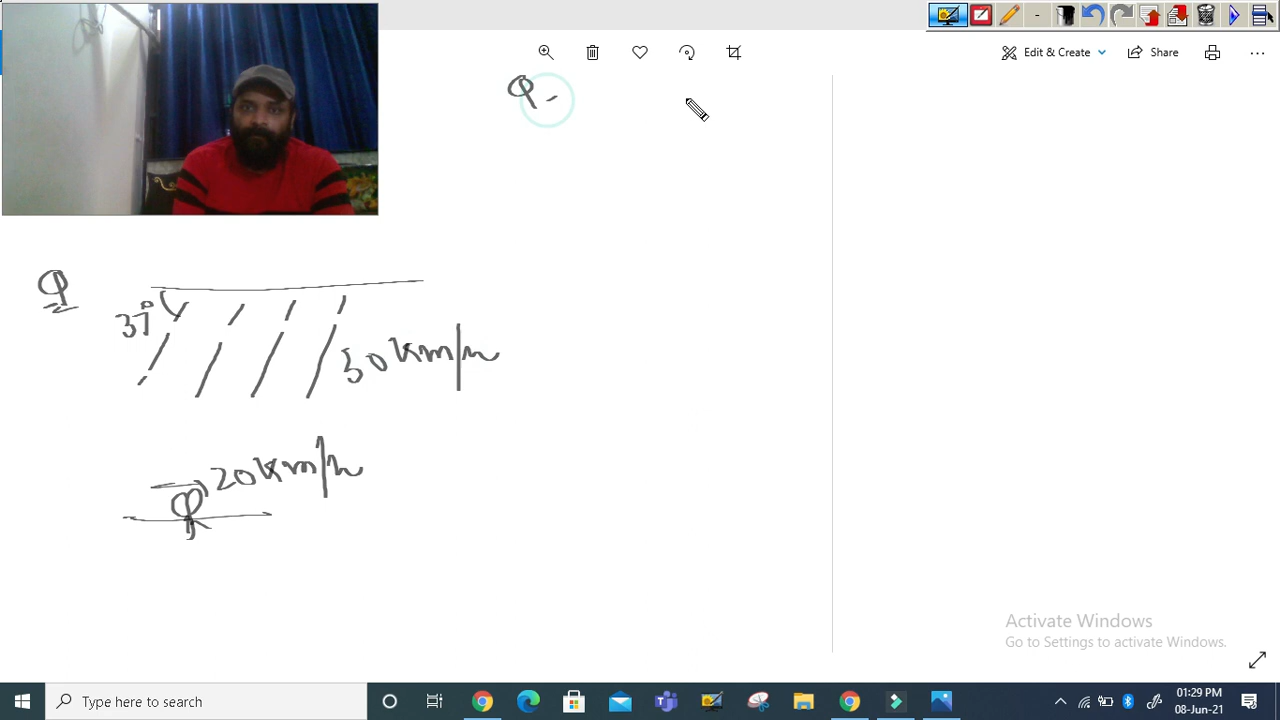 Edit & Create
Share
Q -
Q
37°
50 km/h
20 km/h
Activate Windows
Go to Settings to activate Windows.
Type here to search
01:29 PM
08-Jun-21